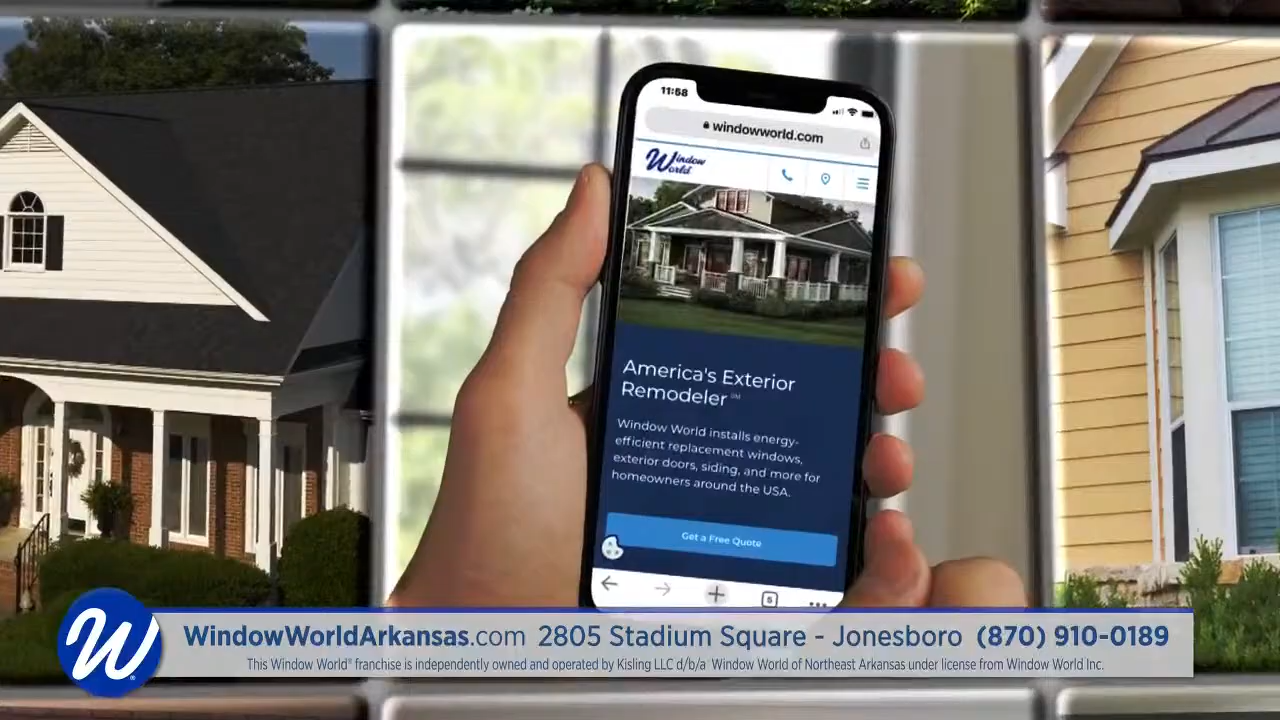 11:58
windowworld.com
Window
World
America's Exterior
Remodeler℠
Window World installs energy-
efficient replacement windows,
exterior doors, siding, and more for
homeowners around the USA.
Get a Free Quote
W WindowWorldArkansas.com 2805 Stadium Square - Jonesboro (870) 910-0189
This Window World® franchise is independently owned and operated by Kisling LLC d/b/a Window World of Northeast Arkansas under license from Window World Inc.